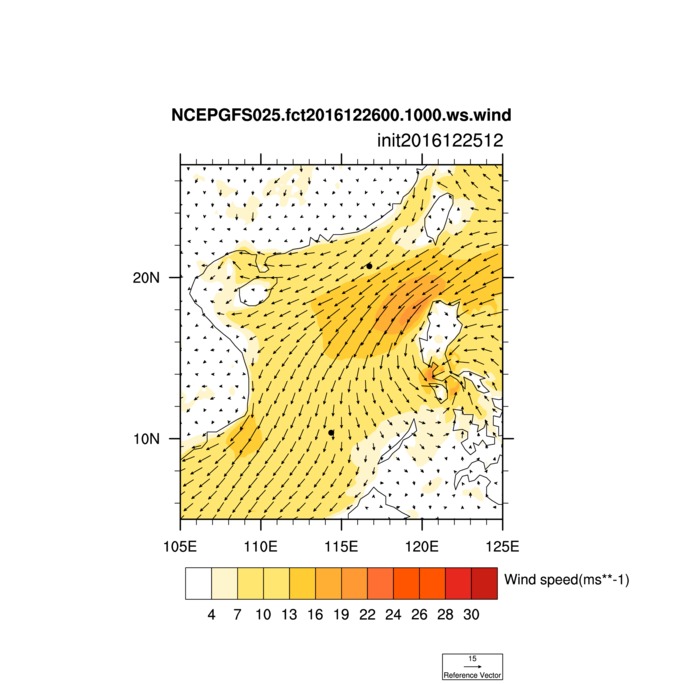 NCEPGFS025.fct2016122600.1000.ws.wind
init2016122512
20N
10N
105E 110E 115E 120E 125E
Wind speed(ms**-1)
4 7 10 13 16 19 22 24 26 28 30
15
Reference Vector